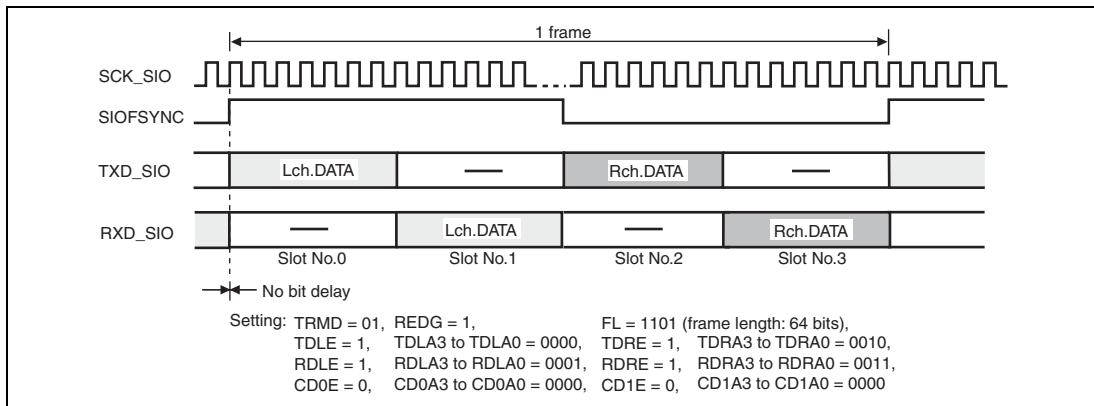 1 frame
SCK_SIO
SIOFSYNC
TXD_SIO Lch.DATA — Rch.DATA —
RXD_SIO — Lch.DATA — Rch.DATA
Slot No.0 Slot No.1 Slot No.2 Slot No.3
No bit delay
Setting: TRMD = 01, REDG = 1, FL = 1101 (frame length: 64 bits),
TDLE = 1, TDLA3 to TDLA0 = 0000, TDRE = 1, TDRA3 to TDRA0 = 0010,
RDLE = 1, RDLA3 to RDLA0 = 0001, RDRE = 1, RDRA3 to RDRA0 = 0011,
CD0E = 0, CD0A3 to CD0A0 = 0000, CD1E = 0, CD1A3 to CD1A0 = 0000